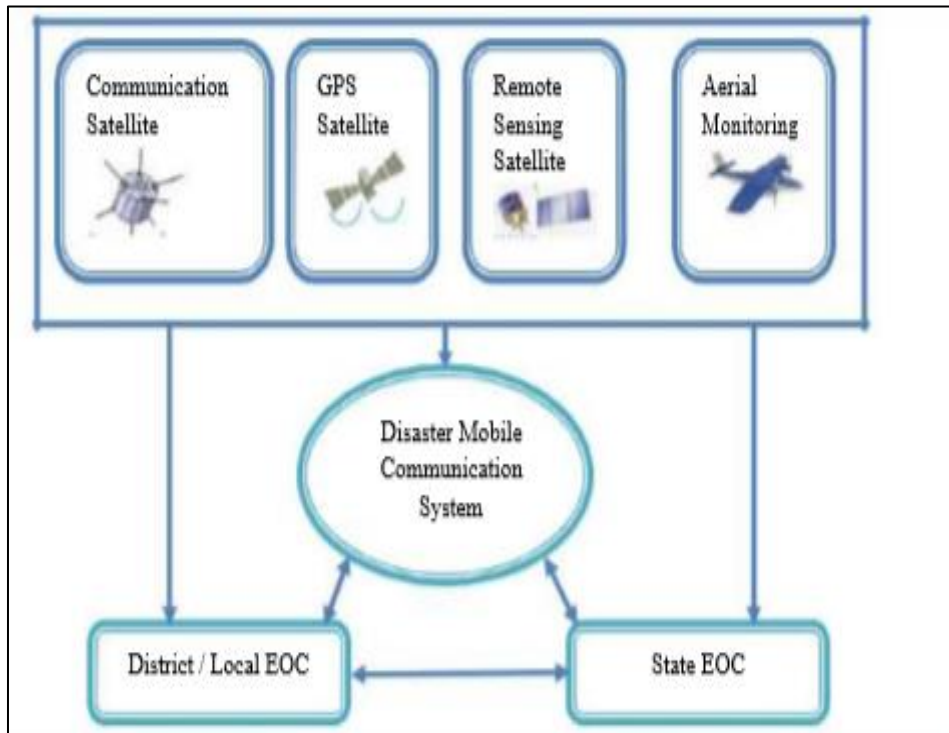 Communication
Satellite
GPS
Satellite
Remote
Sensing
Satellite
Aerial
Monitoring
Disaster Mobile
Communication
System
District / Local EOC
State EOC